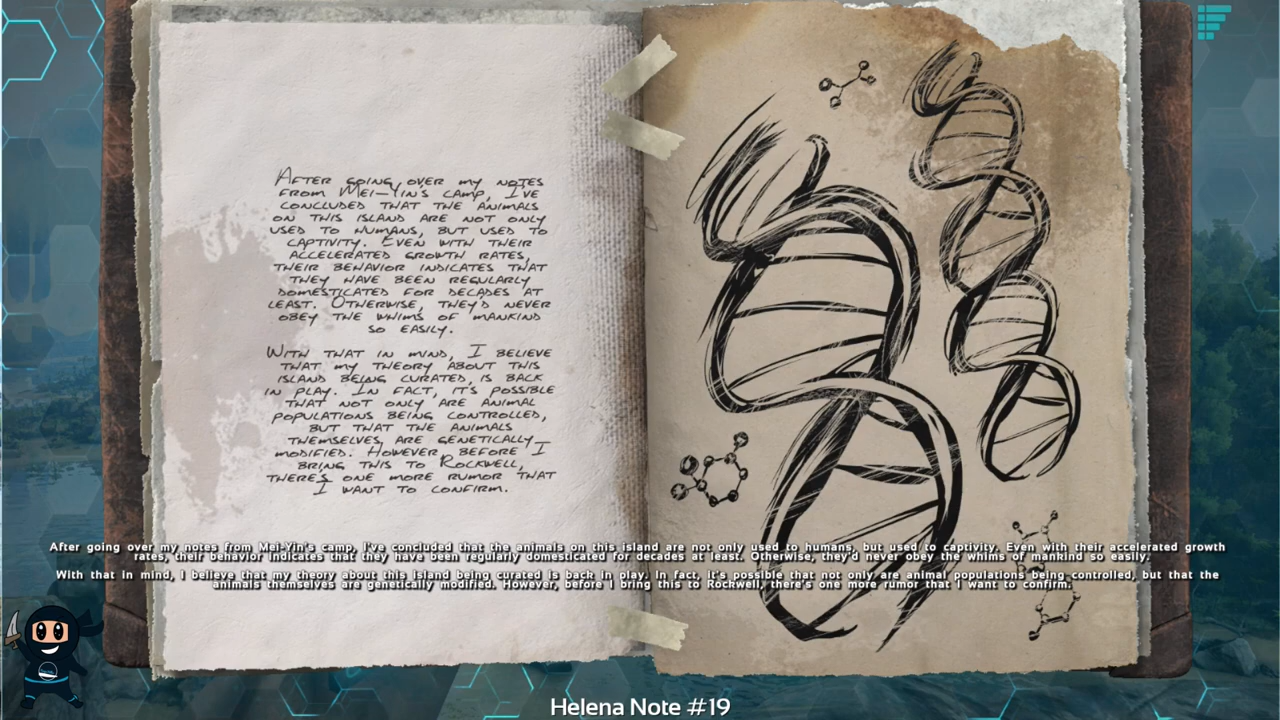 AFTER GOING OVER MY NOTES
FROM MEI-YIN'S CAMP, I'VE
CONCLUDED THAT THE ANIMALS
ON THIS ISLAND ARE NOT ONLY
USED TO HUMANS, BUT USED TO
CAPTIVITY. EVEN WITH THEIR
ACCELERATED GROWTH RATES,
THEIR BEHAVIOR INDICATES THAT
THEY HAVE BEEN REGULARLY
DOMESTICATED FOR DECADES AT
LEAST. OTHERWISE, THEY'D NEVER
OBEY THE WHIMS OF MANKIND
SO EASILY.
WITH THAT IN MIND, I BELIEVE
THAT MY THEORY ABOUT THIS
ISLAND BEING CURATED, IS BACK
IN PLAY. IN FACT, IT'S POSSIBLE
THAT NOT ONLY ARE ANIMAL
POPULATIONS BEING CONTROLLED,
BUT THAT THE ANIMALS
THEMSELVES ARE GENETICALLY
MODIFIED. HOWEVER, BEFORE I
BRING THIS TO ROCKWELL,
THERE'S ONE MORE RUMOR THAT
I WANT TO CONFIRM.
After going over my notes from Mei-Yin's camp, I've concluded that the animals on this island are not only used to humans, but used to captivity. Even with their accelerated growth
rates, their behavior indicates that they have been regularly domesticated for decades at least. Otherwise, they'd never obey the whims of mankind so easily.
With that in mind, I believe that my theory about this island being curated is back in play. In fact, it's possible that not only are animal populations being controlled, but that the
animals themselves are genetically modified. However, before I bring this to Rockwell, there's one more rumor that I want to confirm.
Helena Note #19